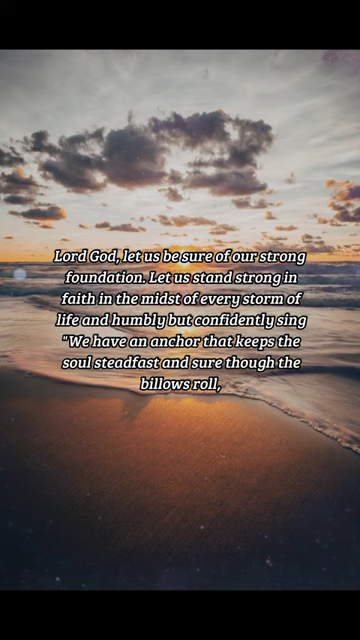 Lord God, let us be sure of our strong
foundation. Let us stand strong in
faith in the midst of every storm of
life and humbly but confidently sing
"We have an anchor that keeps the
soul steadfast and sure though the
billows roll,